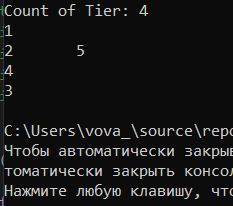 Count of Tier: 4
1
2 5
4
3
C:\Users\vova_\source\repo
Чтобы автоматически закрыв
томатически закрыть консол
Нажмите любую клавишу, что